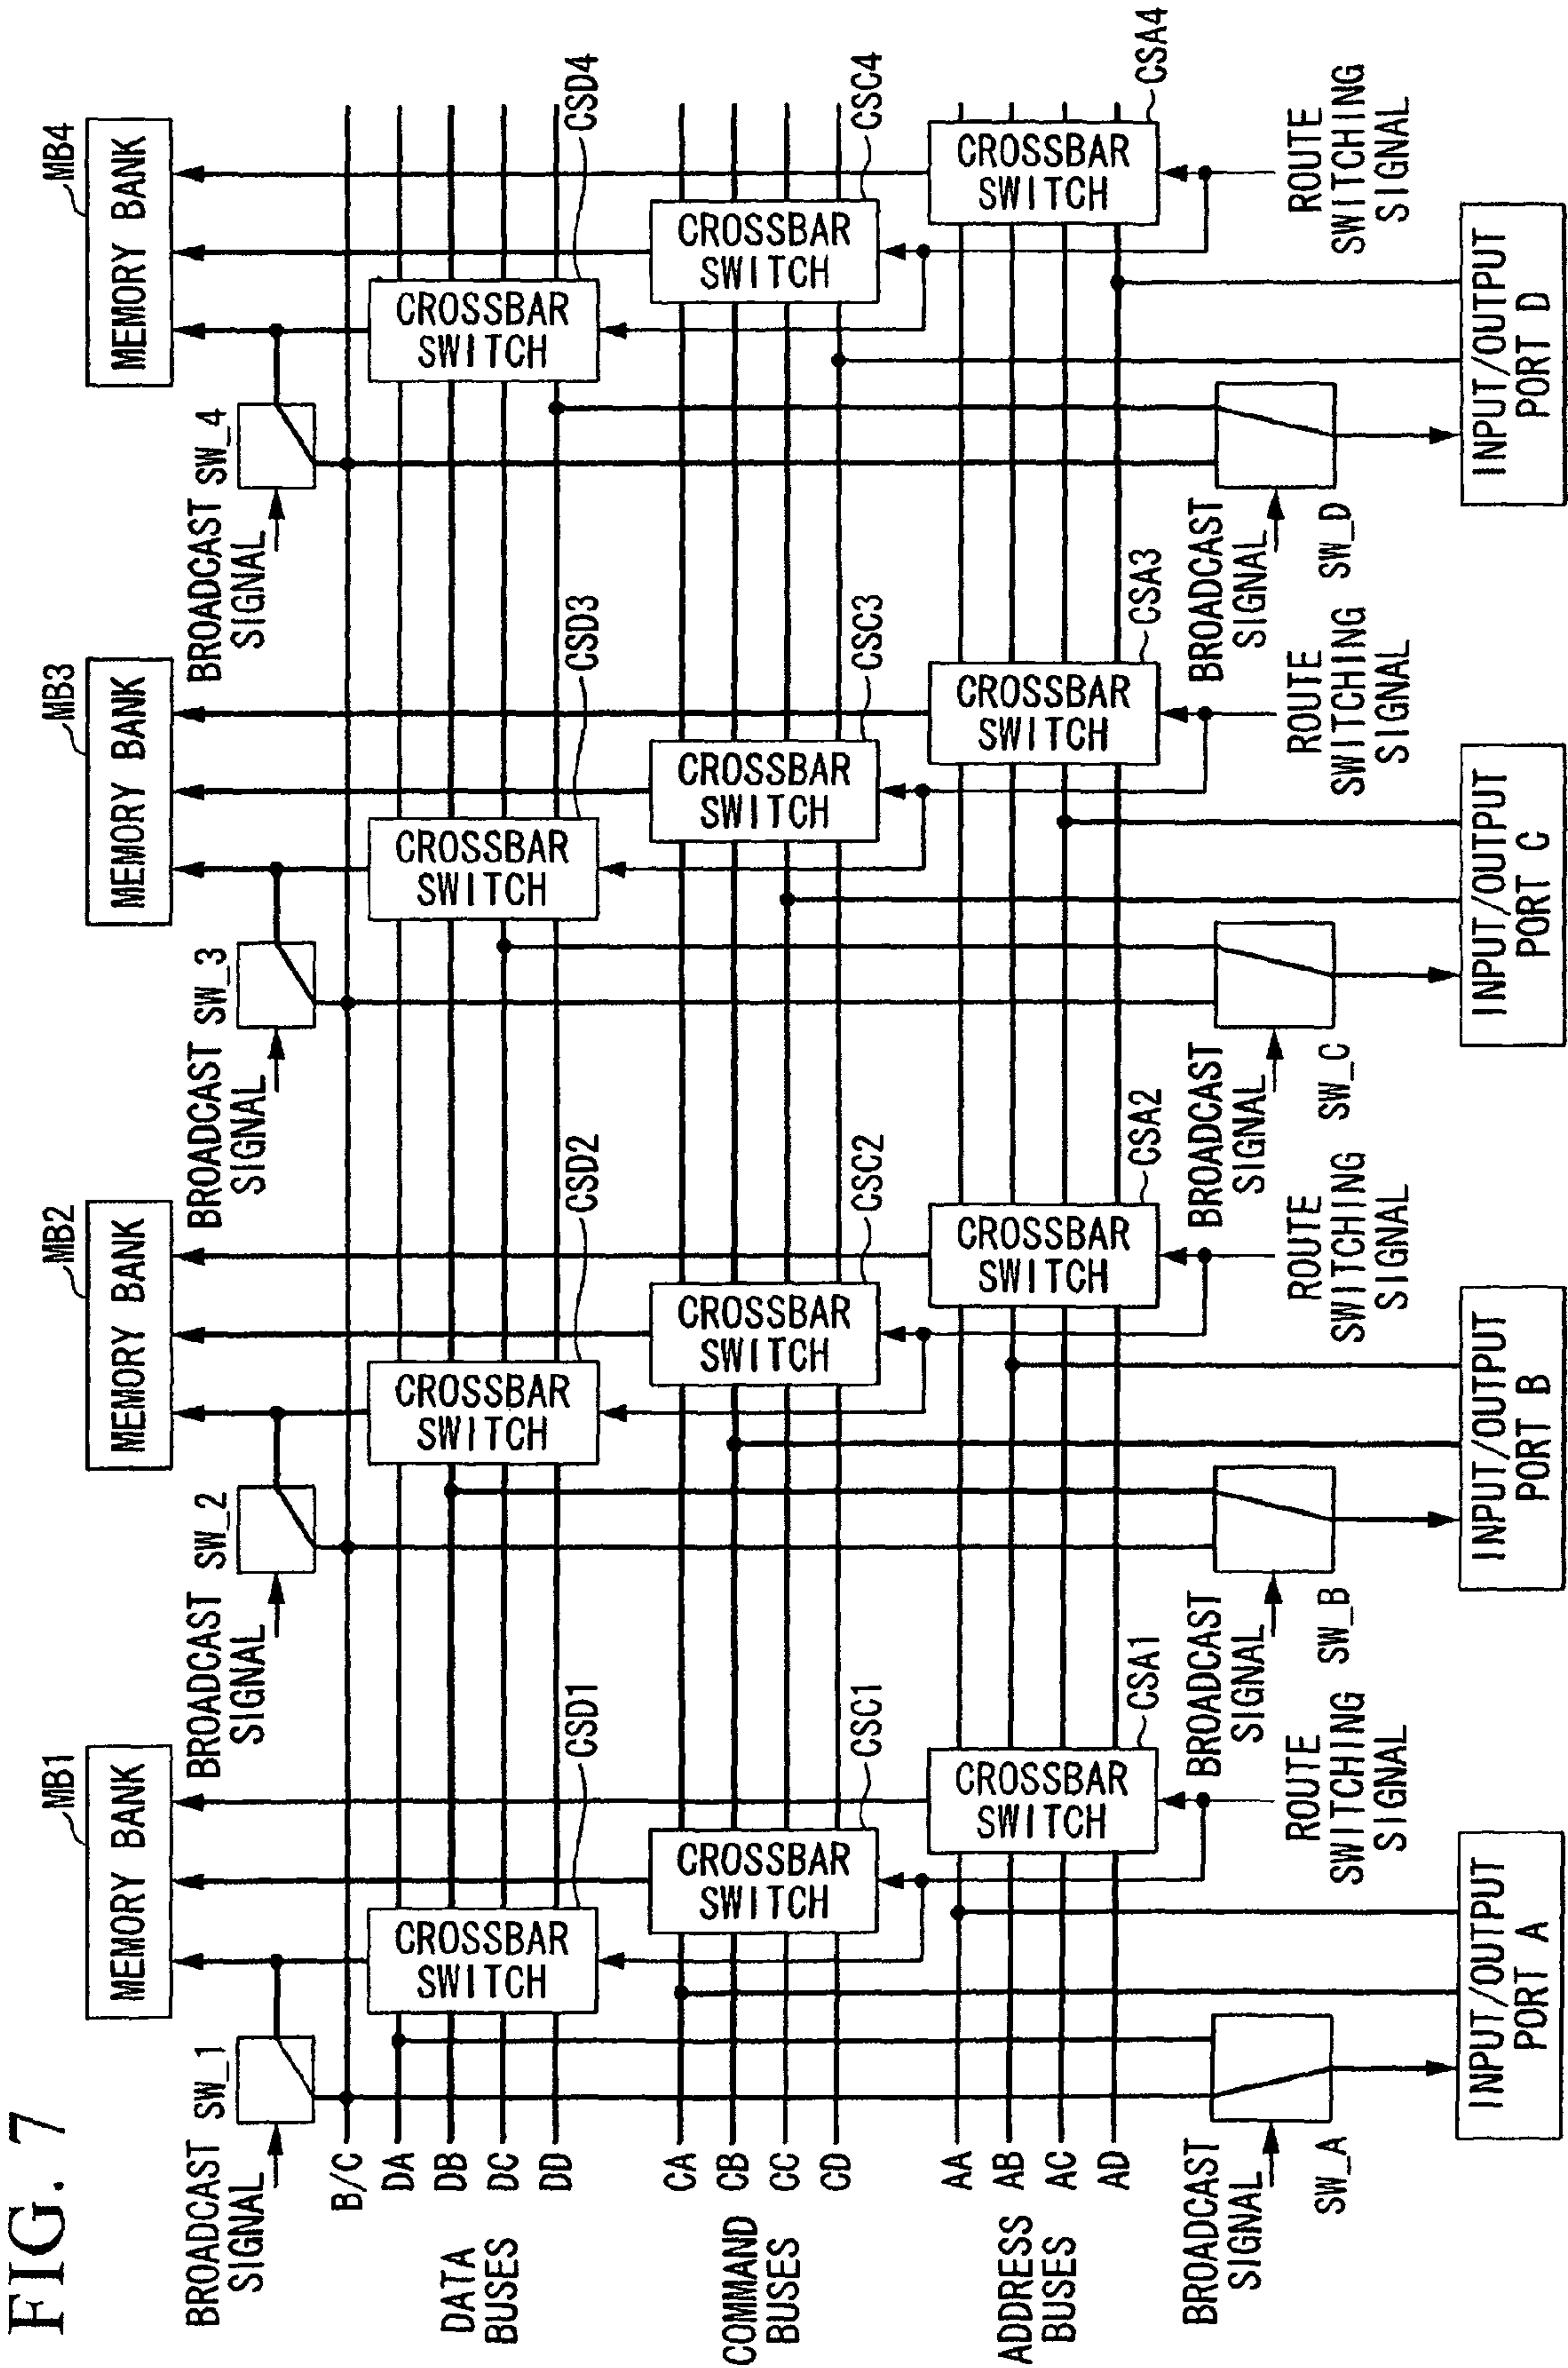 FIG. 7
MB1
MB2
MB3
MB4
MEMORY BANK
MEMORY BANK
MEMORY BANK
MEMORY BANK
BROADCAST
SIGNAL
SW_1
BROADCAST
SIGNAL
SW_2
BROADCAST
SIGNAL
SW_3
BROADCAST
SIGNAL
SW_4
B/C
DATA
BUSES
DA
DB
DC
DD
CROSSBAR
SWITCH
CSD1
CROSSBAR
SWITCH
CSD2
CROSSBAR
SWITCH
CSD3
CROSSBAR
SWITCH
CSD4
COMMAND
BUSES
CA
CB
CC
CD
CROSSBAR
SWITCH
CSC1
CROSSBAR
SWITCH
CSC2
CROSSBAR
SWITCH
CSC3
CROSSBAR
SWITCH
CSC4
ADDRESS
BUSES
AA
AB
AC
AD
CROSSBAR
SWITCH
CSA1
CROSSBAR
SWITCH
CSA2
CROSSBAR
SWITCH
CSA3
CROSSBAR
SWITCH
CSA4
BROADCAST
SIGNAL
SW_A
ROUTE
SWITCHING
SIGNAL
BROADCAST
SIGNAL
SW_B
ROUTE
SWITCHING
SIGNAL
BROADCAST
SIGNAL
SW_C
ROUTE
SWITCHING
SIGNAL
BROADCAST
SIGNAL
SW_D
ROUTE
SWITCHING
SIGNAL
INPUT/OUTPUT
PORT A
INPUT/OUTPUT
PORT B
INPUT/OUTPUT
PORT C
INPUT/OUTPUT
PORT D